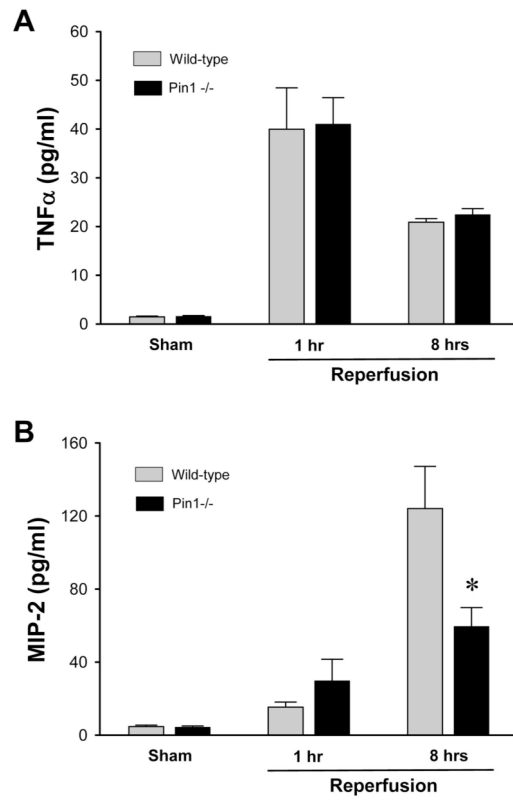 A
TNFα (pg/ml)
60
50
40
30
20
10
0
Wild-type
Pin1 -/-
Sham
1 hr
8 hrs
Reperfusion
B
MIP-2 (pg/ml)
160
120
80
40
0
Wild-type
Pin1-/-
*
Sham
1 hr
8 hrs
Reperfusion